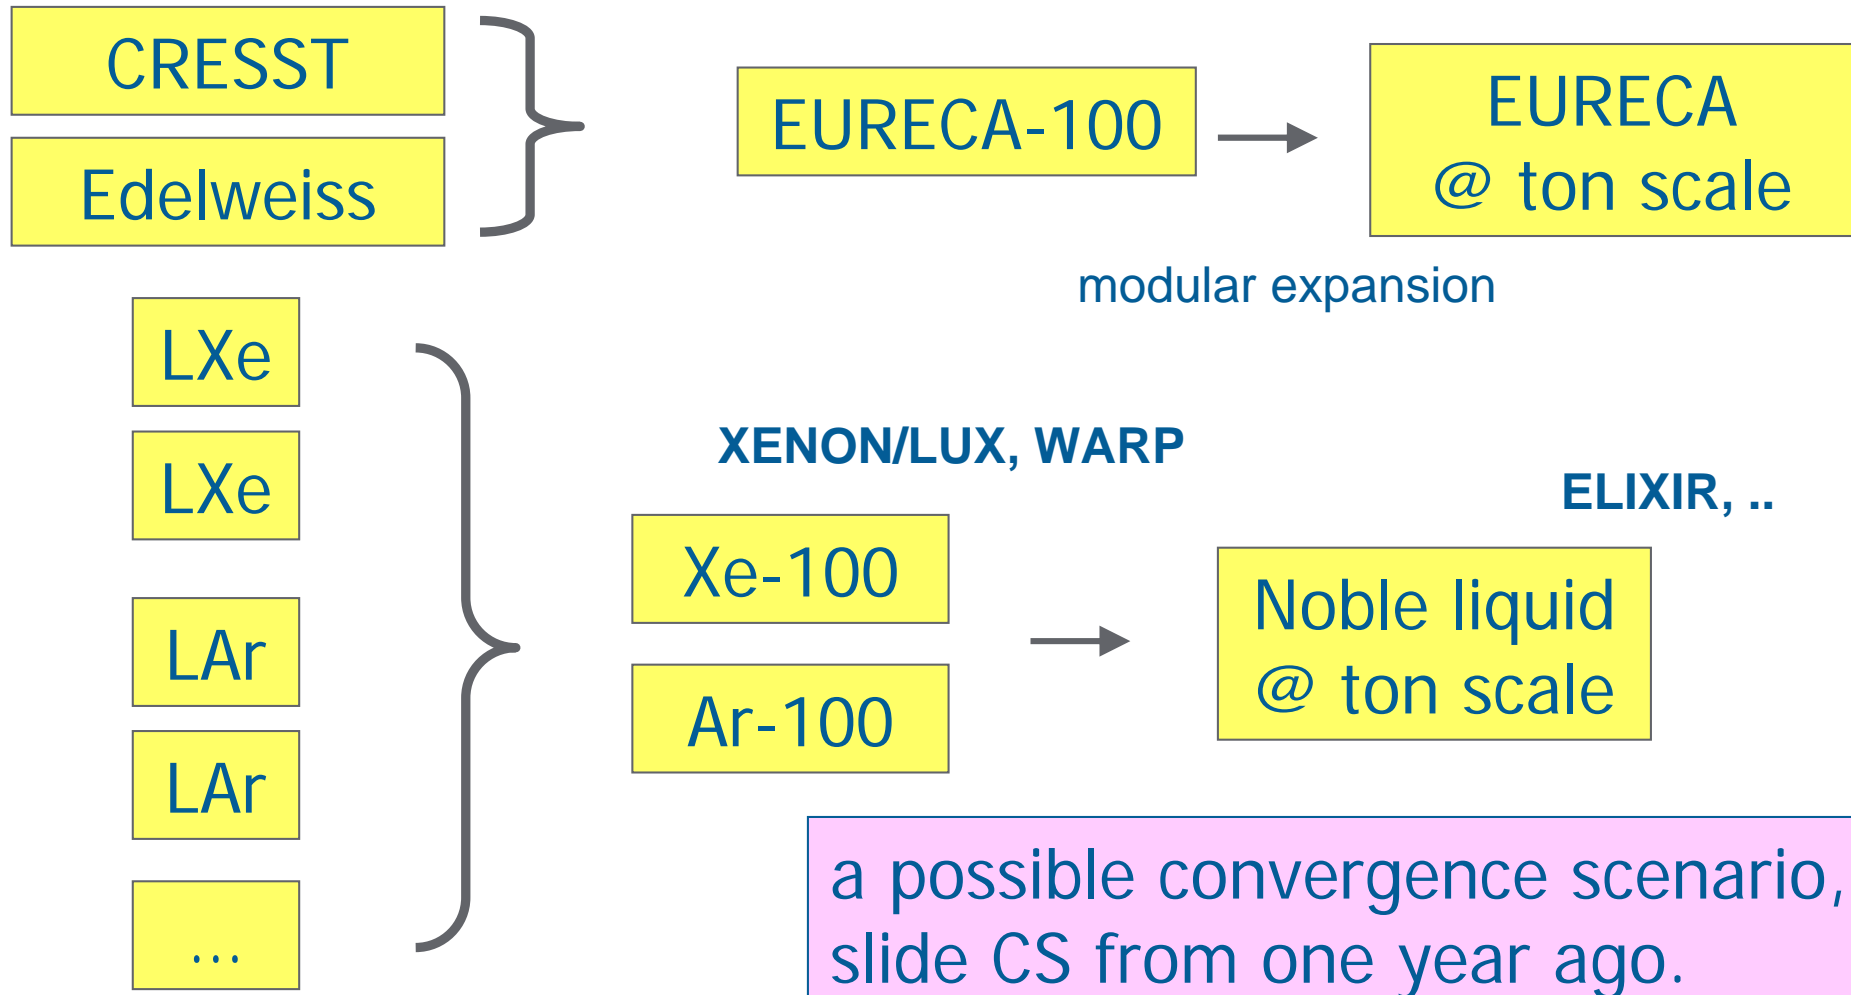 CRESST
Edelweiss
EURECA-100
EURECA
@ ton scale
modular expansion
LXe
LXe
LAr
LAr
...
XENON/LUX, WARP
Xe-100
Ar-100
ELIXIR, ..
Noble liquid
@ ton scale
a possible convergence scenario,
slide CS from one year ago.